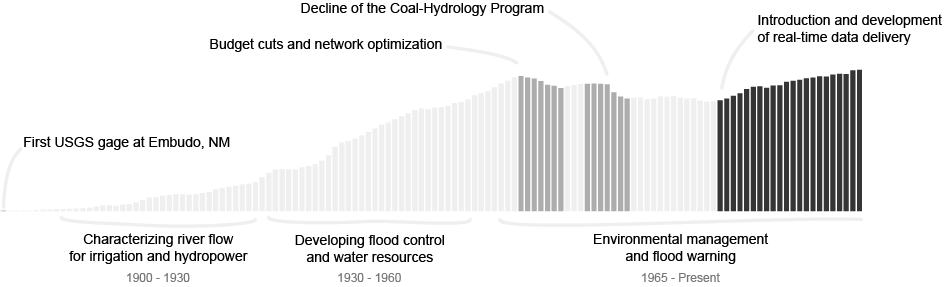 Decline of the Coal-Hydrology Program
Introduction and development
of real-time data delivery
Budget cuts and network optimization
First USGS gage at Embudo, NM
Characterizing river flow
for irrigation and hydropower
1900 - 1930
Developing flood control
and water resources
1930 - 1960
Environmental management
and flood warning
1965 - Present